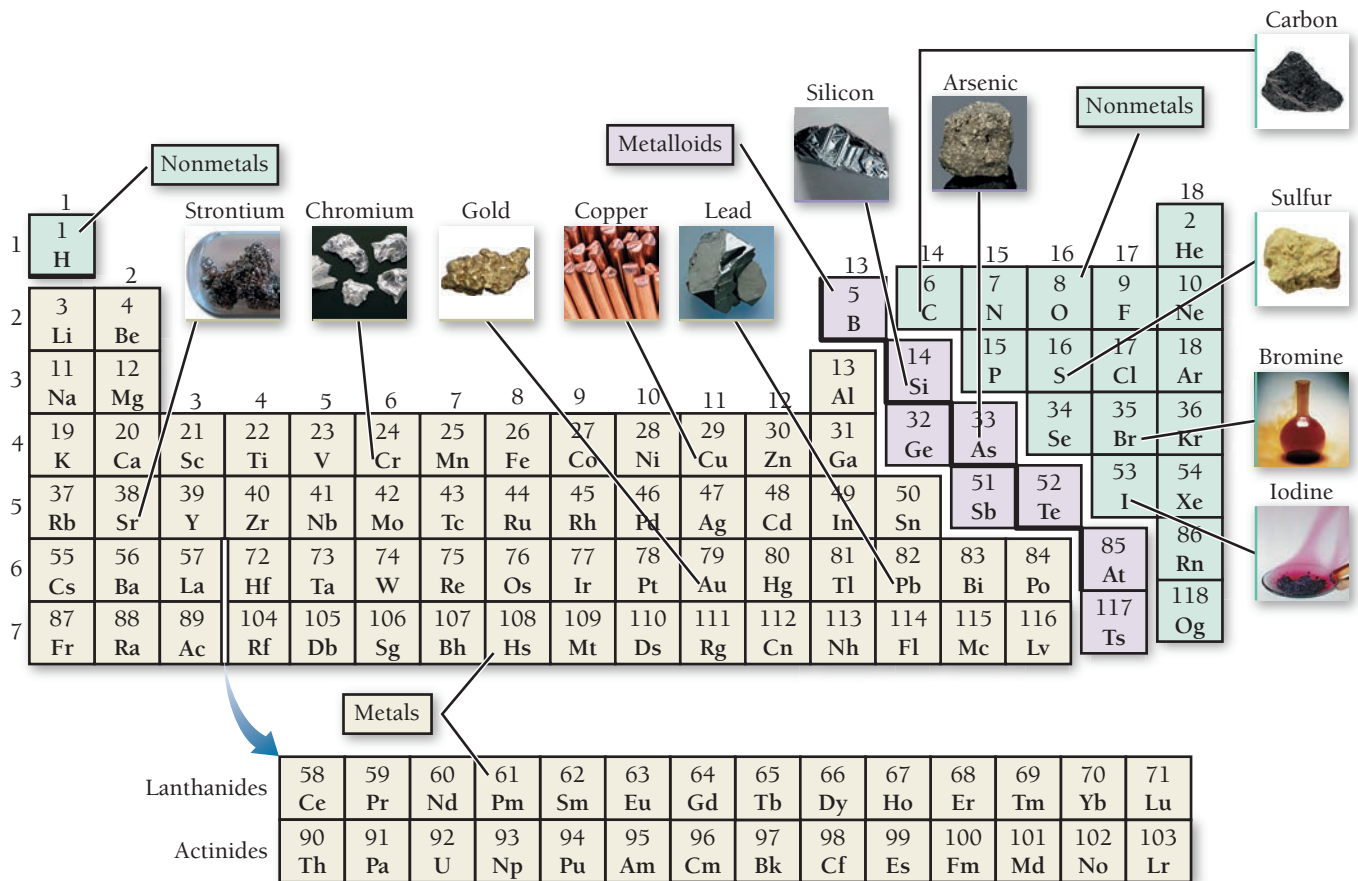 Carbon
Silicon
Arsenic
Nonmetals
Metalloids
Nonmetals
1
18
Strontium
Chromium
Gold
Copper
Lead
Sulfur
1
1
H
2
He
2
13
14
15
16
17
2
3
Li
4
Be
5
B
6
C
7
N
8
O
9
F
10
Ne
Bromine
3
11
Na
12
Mg
3
4
5
6
7
8
9
10
11
12
13
Al
14
Si
15
P
16
S
17
Cl
18
Ar
4
19
K
20
Ca
21
Sc
22
Ti
23
V
24
Cr
25
Mn
26
Fe
27
Co
28
Ni
29
Cu
30
Zn
31
Ga
32
Ge
33
As
34
Se
35
Br
36
Kr
Iodine
5
37
Rb
38
Sr
39
Y
40
Zr
41
Nb
42
Mo
43
Tc
44
Ru
45
Rh
46
Pd
47
Ag
48
Cd
49
In
50
Sn
51
Sb
52
Te
53
I
54
Xe
6
55
Cs
56
Ba
57
La
72
Hf
73
Ta
74
W
75
Re
76
Os
77
Ir
78
Pt
79
Au
80
Hg
81
Tl
82
Pb
83
Bi
84
Po
85
At
86
Rn
7
87
Fr
88
Ra
89
Ac
104
Rf
105
Db
106
Sg
107
Bh
108
Hs
109
Mt
110
Ds
111
Rg
112
Cn
113
Nh
114
Fl
115
Mc
116
Lv
117
Ts
118
Og
Metals
Lanthanides
58
Ce
59
Pr
60
Nd
61
Pm
62
Sm
63
Eu
64
Gd
65
Tb
66
Dy
67
Ho
68
Er
69
Tm
70
Yb
71
Lu
Actinides
90
Th
91
Pa
92
U
93
Np
94
Pu
95
Am
96
Cm
97
Bk
98
Cf
99
Es
100
Fm
101
Md
102
No
103
Lr